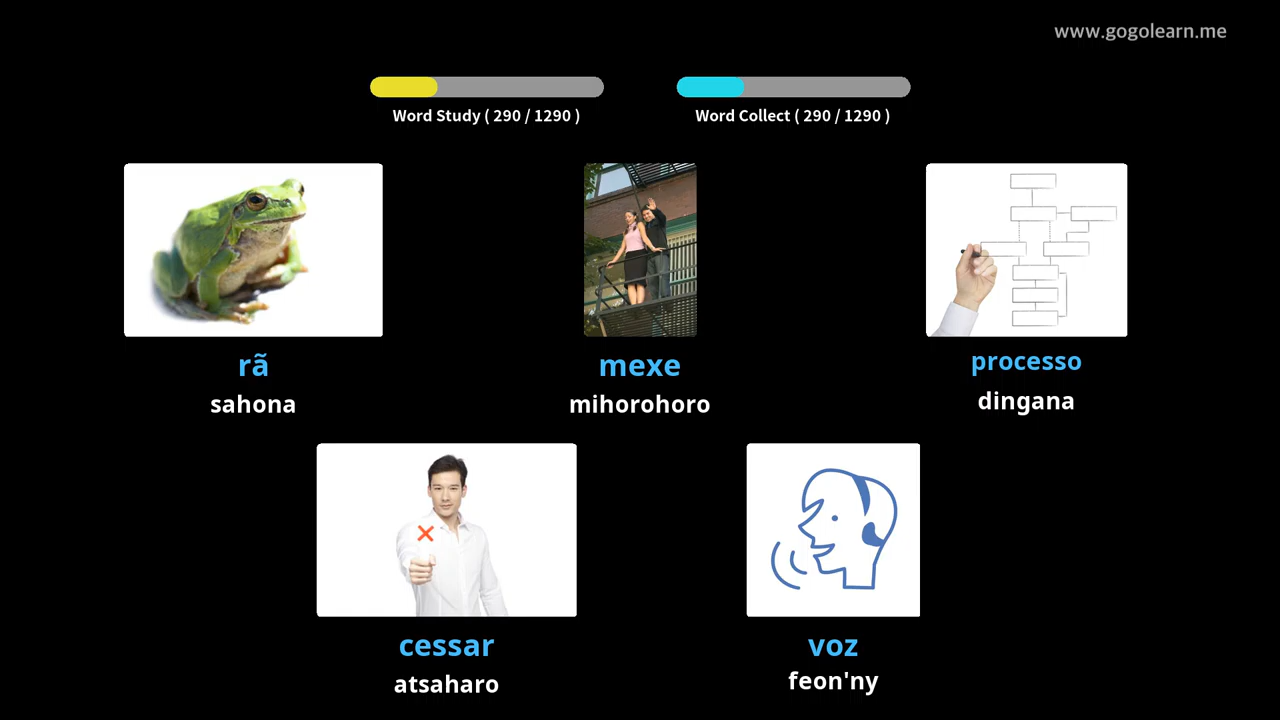 www.gogolearn.me
Word Study ( 290 / 1290 )
Word Collect ( 290 / 1290 )
rã
sahona
mexe
mihorohoro
processo
dingana
cessar
atsaharo
voz
feon'ny